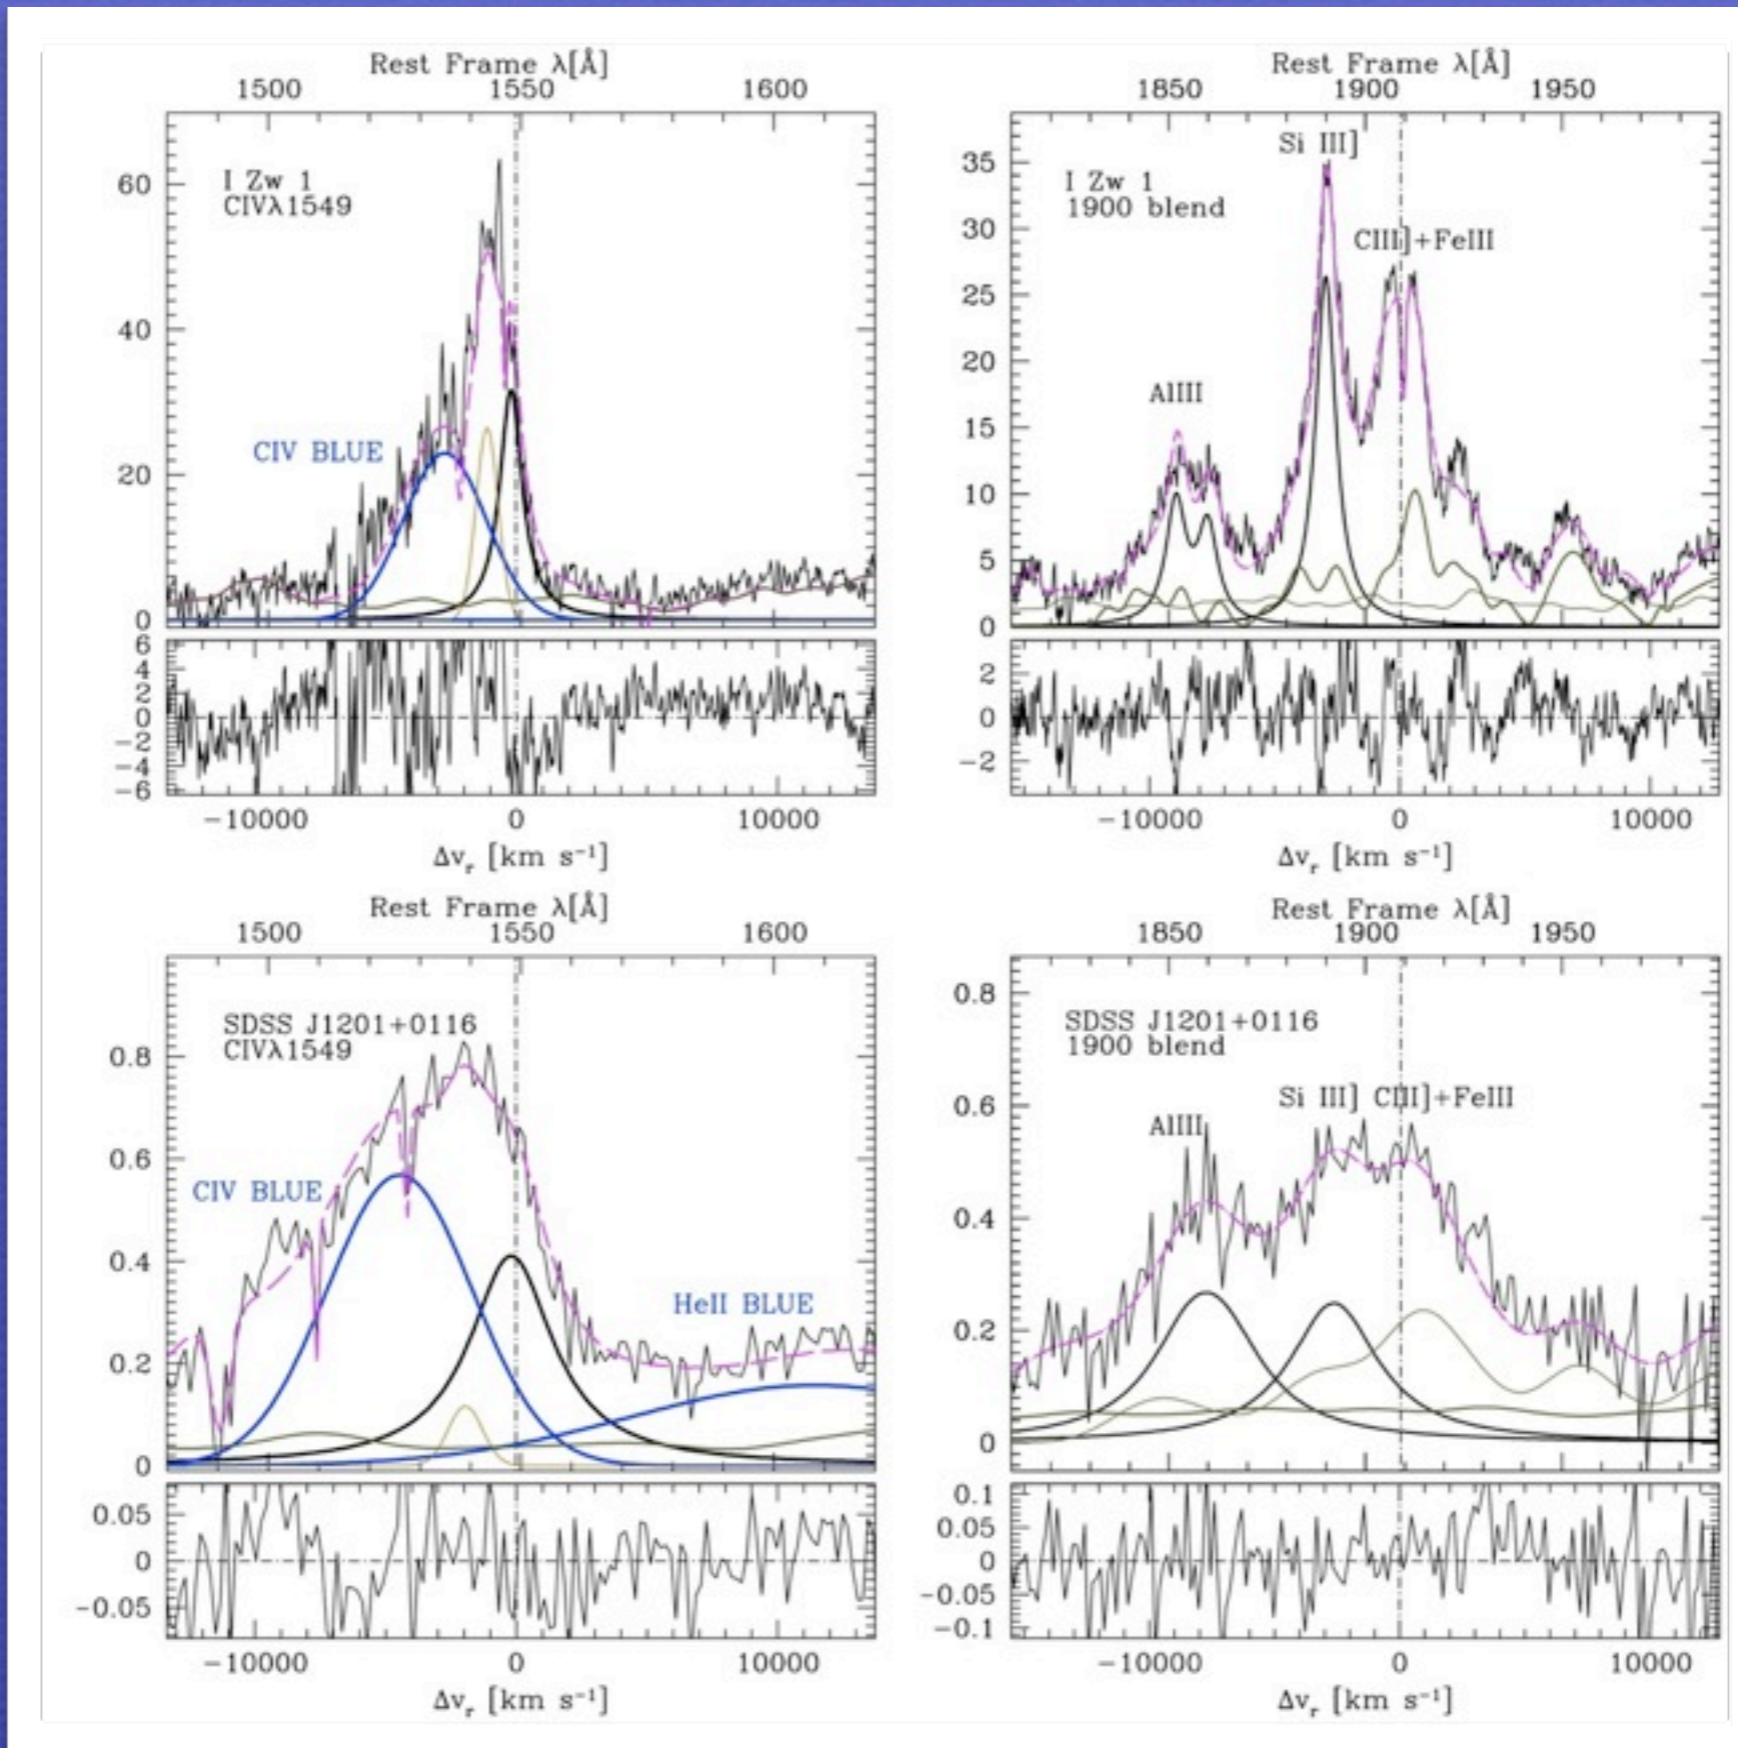 Rest Frame λ[Å]
1500 1550 1600
I Zw 1
CIVλ1549
CIV BLUE
60
40
20
0
6
4
2
0
−2
−4
−6
−10000 0 10000
Δvr [km s⁻¹]
Rest Frame λ[Å]
1850 1900 1950
Si III]
I Zw 1
1900 blend
CIII]+FeIII
AlIII
35
30
25
20
15
10
5
0
2
0
−2
−10000 0 10000
Δvr [km s⁻¹]
Rest Frame λ[Å]
1500 1550 1600
SDSS J1201+0116
CIVλ1549
CIV BLUE
HeII BLUE
0.8
0.6
0.4
0.2
0
0.05
0
−0.05
−10000 0 10000
Δvr [km s⁻¹]
Rest Frame λ[Å]
1850 1900 1950
SDSS J1201+0116
1900 blend
Si III] CIII]+FeIII
AlIII
0.8
0.6
0.4
0.2
0
0.1
0.05
0
−0.05
−0.1
−10000 0 10000
Δvr [km s⁻¹]